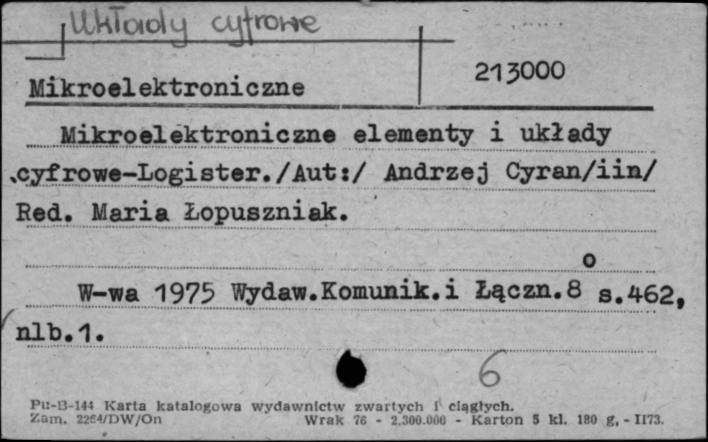 Układy cyfrowe
213000
Mikroelektroniczne
Mikroelektroniczne elementy i układy
cyfrowe-Logister./Aut:/ Andrzej Cyran/iin/
Red. Maria Łopuszniak.
W-wa 1975 Wydaw.Komunik.i Łączn.8° s.462,
nlb.1.
6
Pu-B-144 Karta katalogowa wydawnictw zwartych i ciągłych.
Zam. 2264/DW/On Wrak 76 - 2.300.000 - Karton 5 kl. 180 g, - II73.